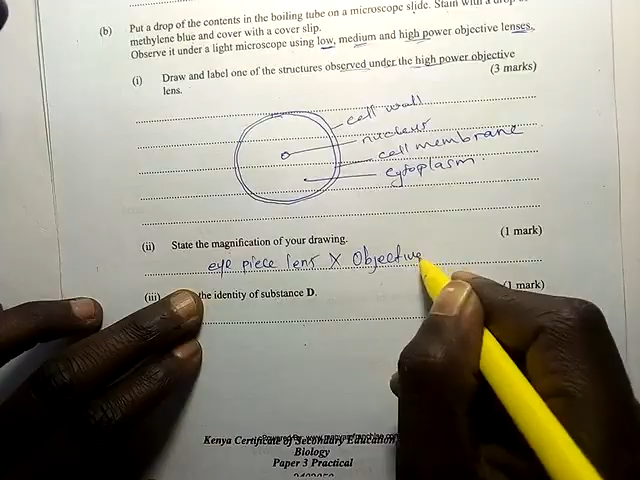 (b) Put a drop of the contents in the boiling tube on a microscope slide. Stain with a drop of
methylene blue and cover with a cover slip.
Observe it under a light microscope using low, medium and high power objective lenses.
(i) Draw and label one of the structures observed under the high power objective
lens. (3 marks)
cell wall
nucleus
cell membrane
cytoplasm.
(ii) State the magnification of your drawing. (1 mark)
eye piece lens X Objective
(iii) the identity of substance D. (1 mark)
Kenya Certificate of Secondary Education
Biology
Paper 3 Practical